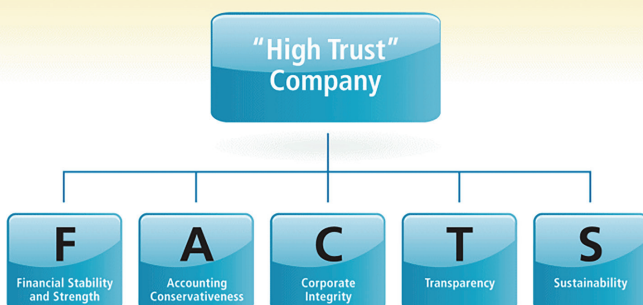 “High Trust”
Company
F
Financial Stability
and Strength
A
Accounting
Conservativeness
C
Corporate
Integrity
T
Transparency
S
Sustainability